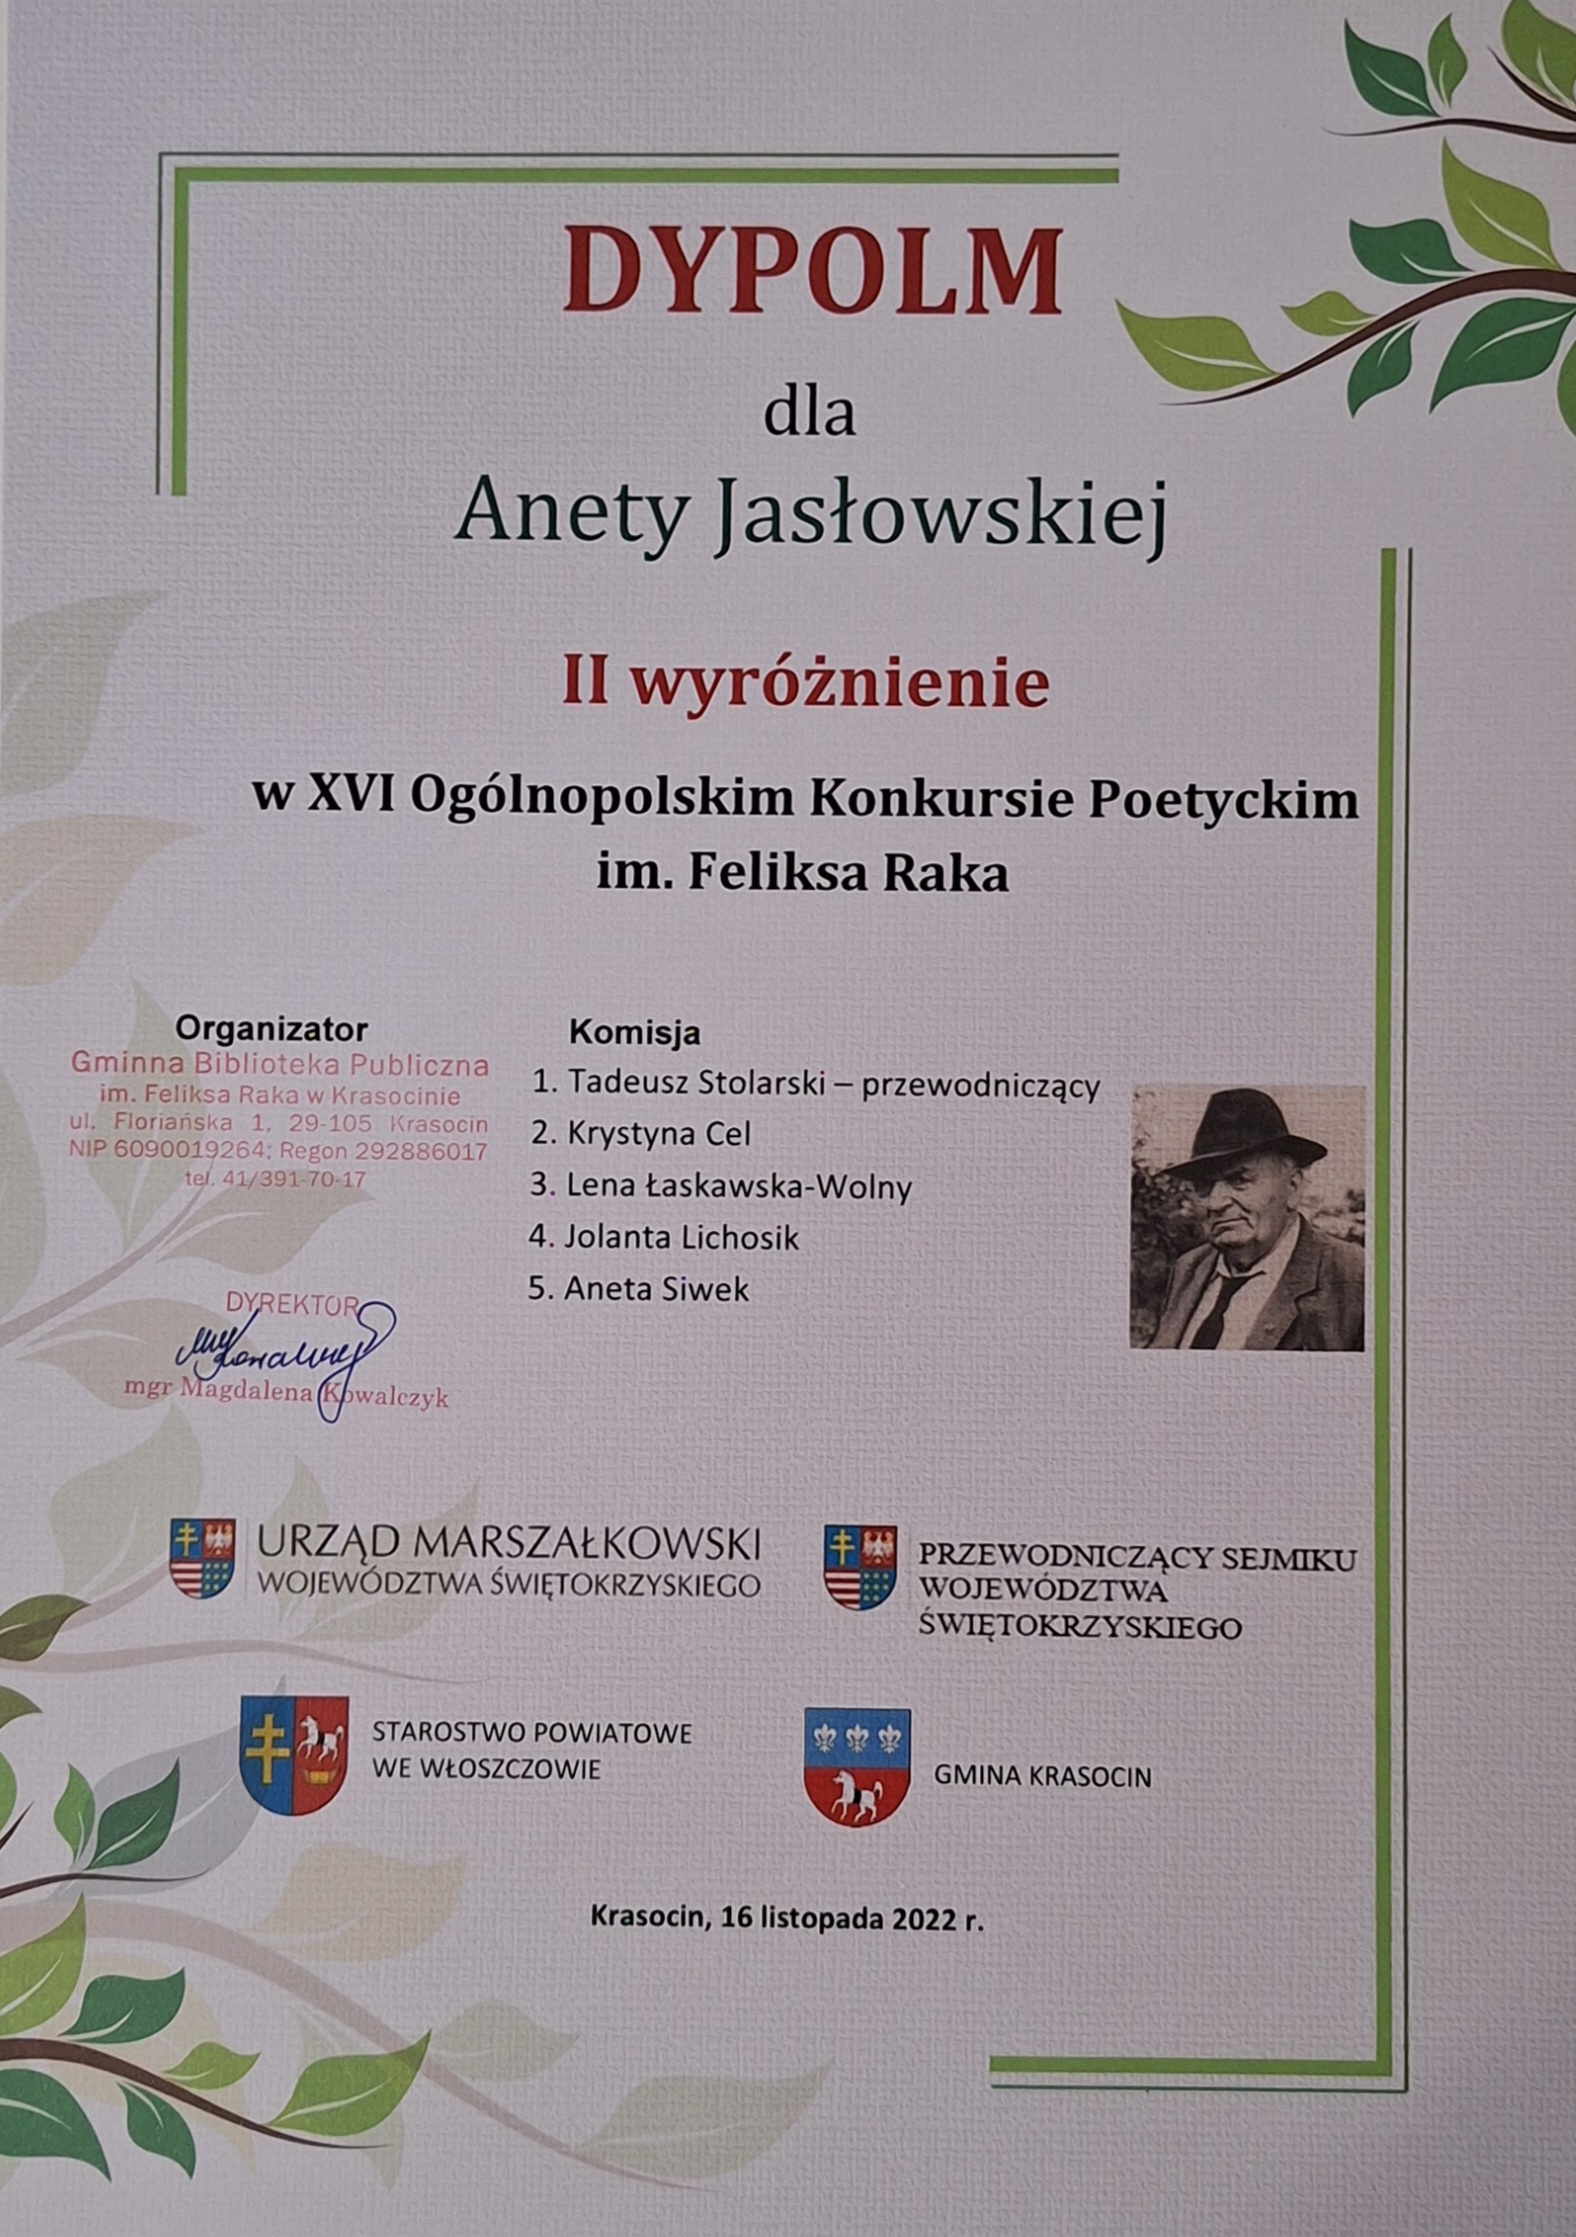 DYPOLM
dla
Anety Jasłowskiej
II wyróżnienie
w XVI Ogólnopolskim Konkursie Poetyckim
im. Feliksa Raka
Organizator
Gminna Biblioteka Publiczna
im. Feliksa Raka w Krasocinie
ul. Floriańska 1, 29-105 Krasocin
NIP 6090019264; Regon 292886017
tel. 41/391-70-17
DYREKTOR
mgr Magdalena Kowalczyk
Komisja
1. Tadeusz Stolarski – przewodniczący
2. Krystyna Cel
3. Lena Łaskawska-Wolny
4. Jolanta Lichosik
5. Aneta Siwek
URZĄD MARSZAŁKOWSKI
WOJEWÓDZTWA ŚWIĘTOKRZYSKIEGO
PRZEWODNICZĄCY SEJMIKU
WOJEWÓDZTWA
ŚWIĘTOKRZYSKIEGO
STAROSTWO POWIATOWE
WE WŁOSZCZOWIE
GMINA KRASOCIN
Krasocin, 16 listopada 2022 r.